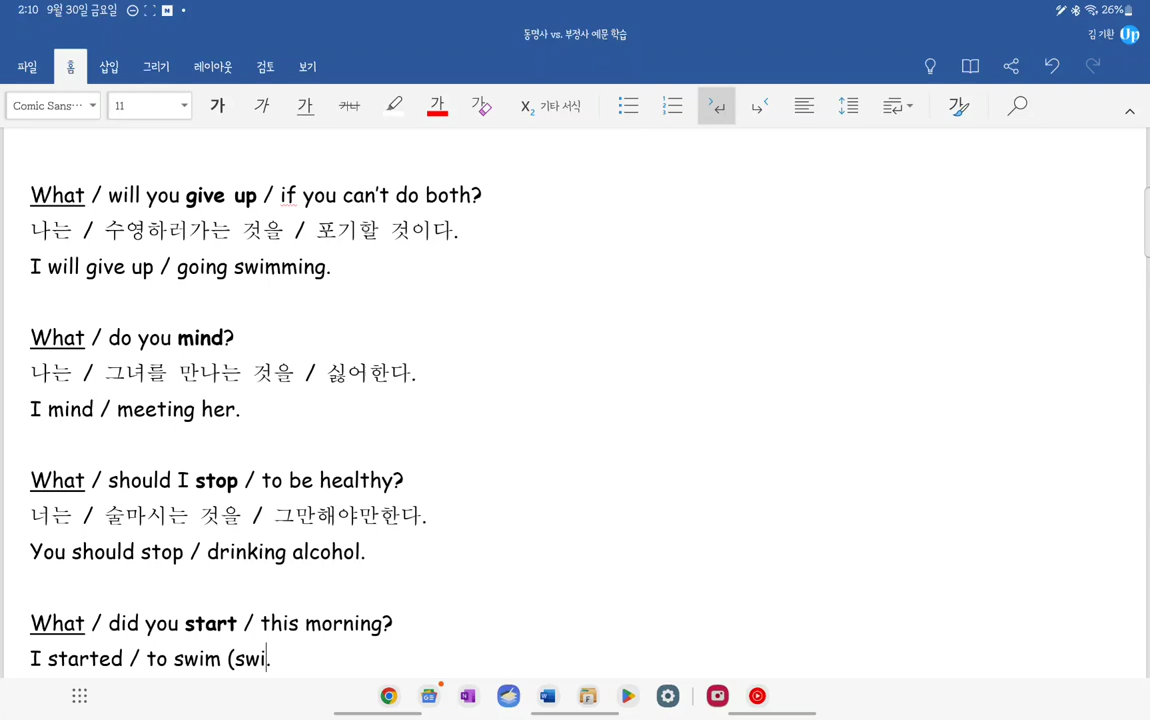 2:10 9월 30일 금요일 26%
동명사 vs. 부정사 예문 학습
김 기환 Up
파일 홈 삽입 그리기 레이아웃 검토 보기
Comic Sans··· 11 가 가 가 카나 가 X2 기타 서식
What / will you give up / if you can't do both?
나는 / 수영하러가는 것을 / 포기할 것이다.
I will give up / going swimming.
What / do you mind?
나는 / 그녀를 만나는 것을 / 싫어한다.
I mind / meeting her.
What / should I stop / to be healthy?
너는 / 술마시는 것을 / 그만해야만한다.
You should stop / drinking alcohol.
What / did you start / this morning?
I started / to swim (swi.